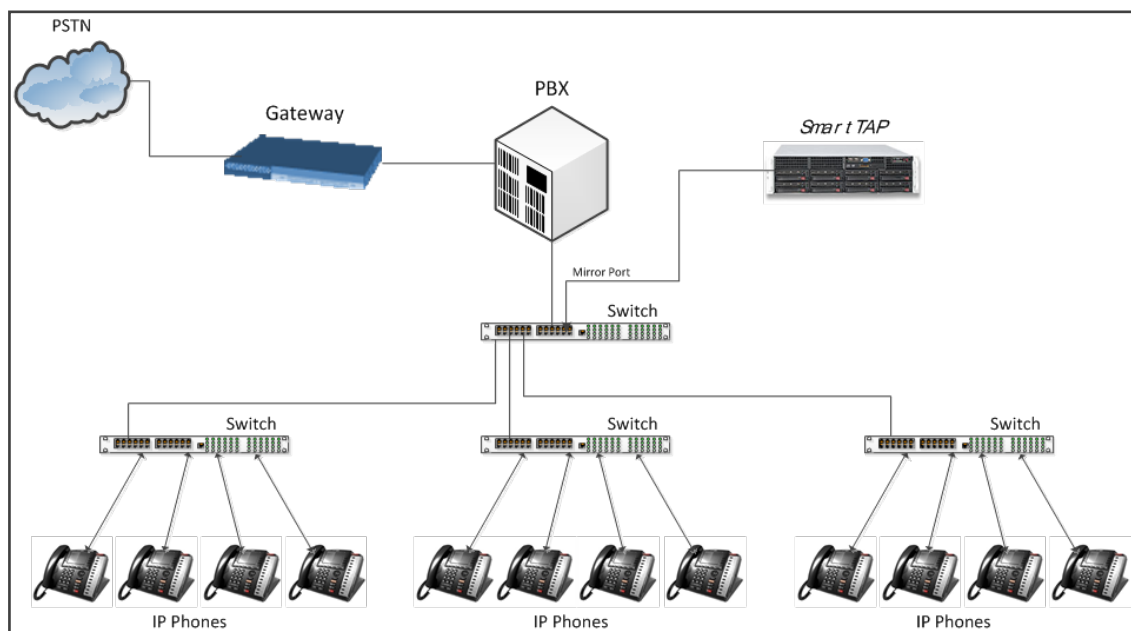 PSTN
Gateway
PBX
Smart TAP
Mirror Port
Switch
Switch
Switch
Switch
IP Phones
IP Phones
IP Phones